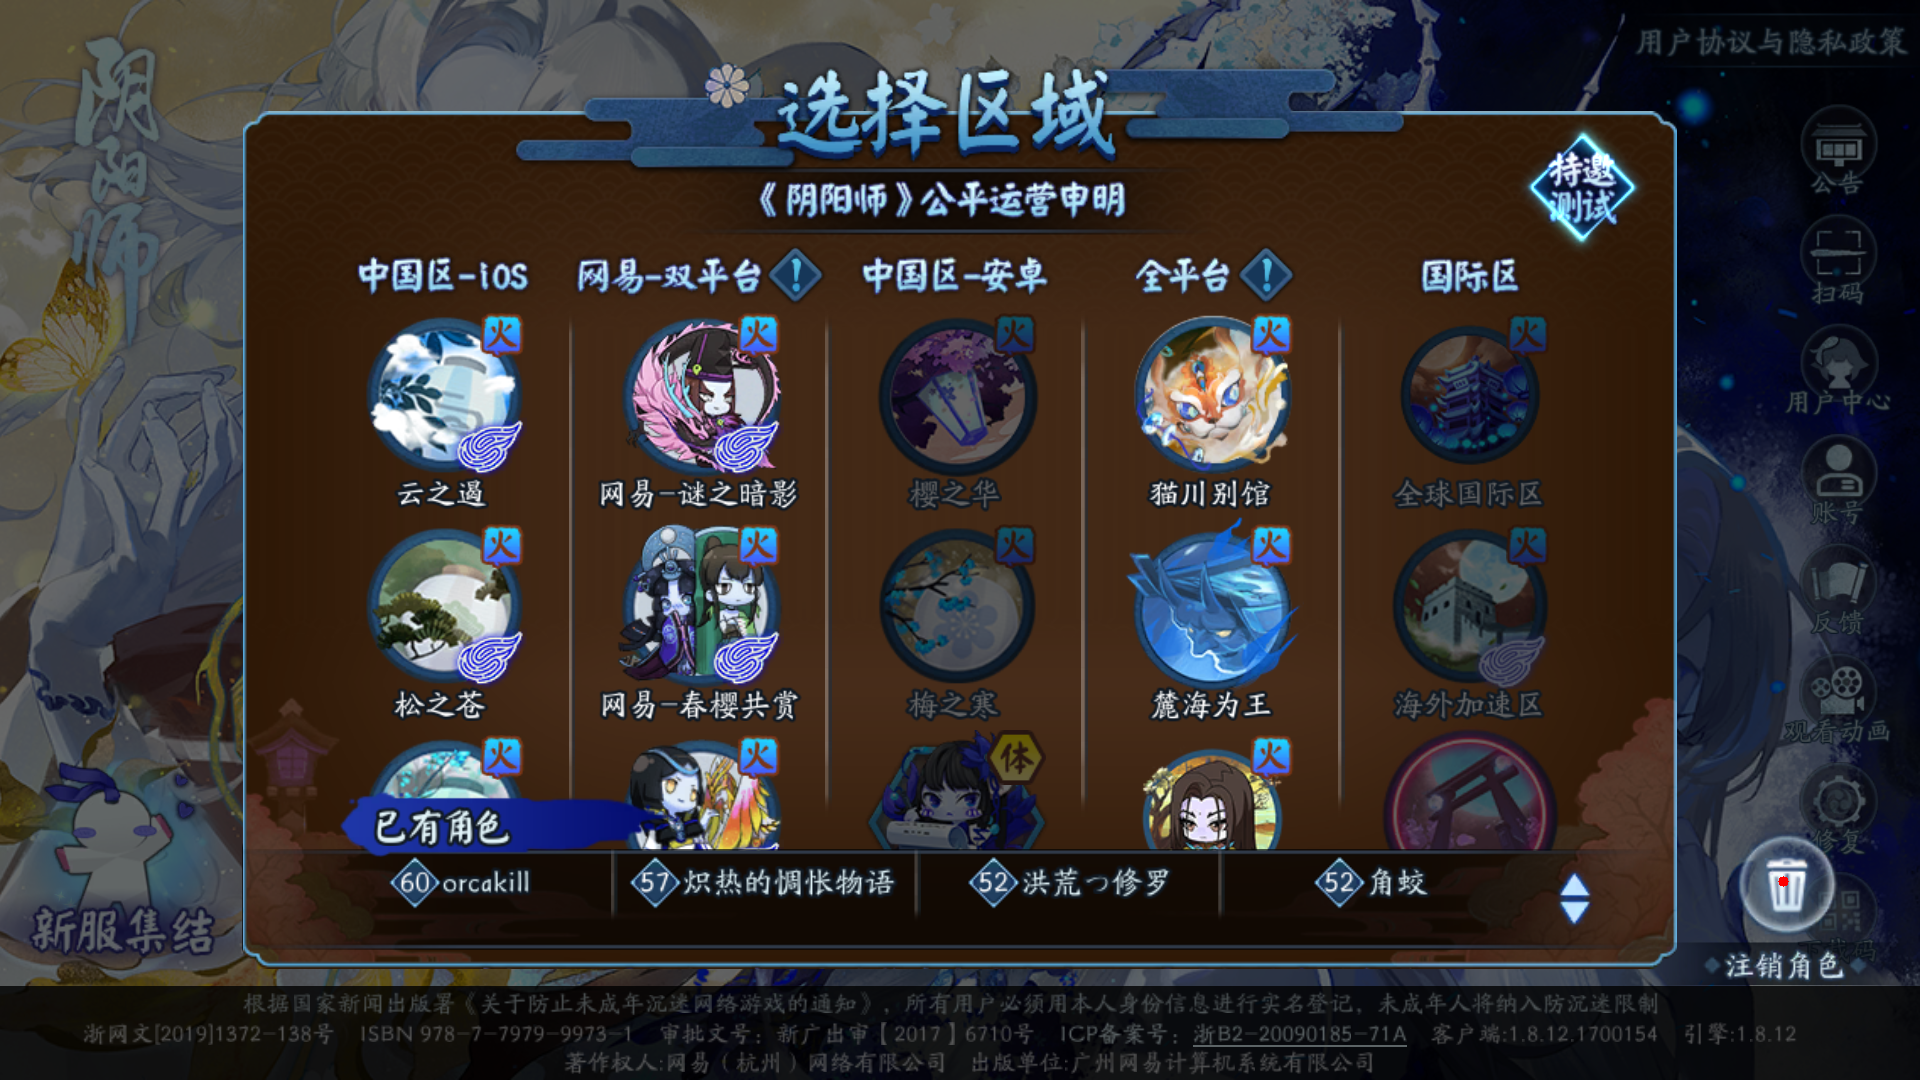 用户协议与隐私政策
阴阳师
选择区域
《阴阳师》公平运营申明
特邀
测试
公告
扫码
用户中心
账号
反馈
观看动画
修复
中国区-iOS
网易-双平台
中国区-安卓
全平台
国际区
火
火
火
火
火
云之遏
网易-谜之暗影
樱之华
猫川别馆
全球国际区
火
火
火
火
火
松之苍
网易-春樱共赏
梅之寒
麓海为王
海外加速区
火
火
体
火
已有角色
60 orcakill
57 炽热的惆怅物语
52 洪荒つ修罗
52 角蛟
新服集结
注销角色
根据国家新闻出版署《关于防止未成年沉迷网络游戏的通知》，所有用户必须用本人身份信息进行实名登记，未成年人将纳入防沉迷限制
浙网文[2019]1372-138号 ISBN 978-7-7979-9973-1 审批文号：新广出审【2017】6710号 ICP备案号：浙B2-20090185-71A 客户端:1.8.12.1700154 引擎:1.8.12
著作权人:网易（杭州）网络有限公司 出版单位:广州网易计算机系统有限公司